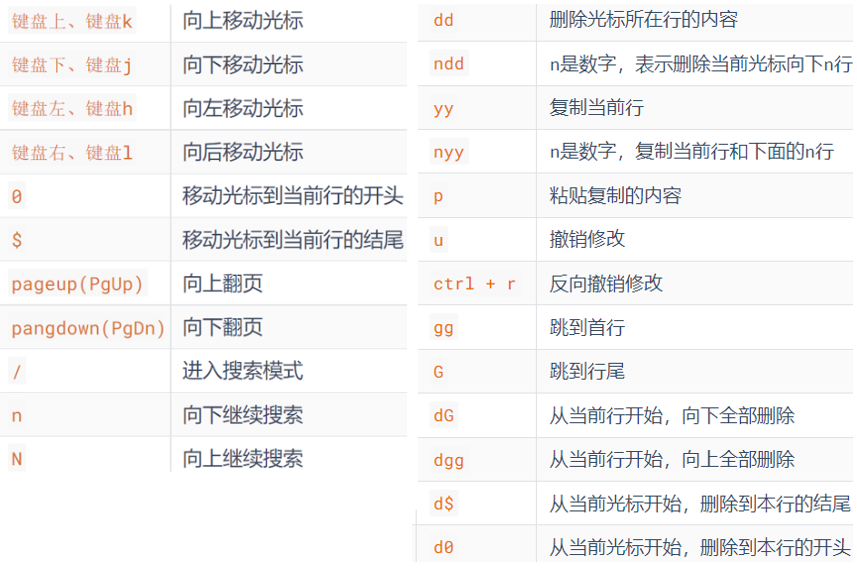 键盘上、键盘k 向上移动光标
键盘下、键盘j 向下移动光标
键盘左、键盘h 向左移动光标
键盘右、键盘l 向后移动光标
0 移动光标到当前行的开头
$ 移动光标到当前行的结尾
pageup(PgUp) 向上翻页
pangdown(PgDn) 向下翻页
/ 进入搜索模式
n 向下继续搜索
N 向上继续搜索
dd 删除光标所在行的内容
ndd n是数字，表示删除当前光标向下n行
yy 复制当前行
nyy n是数字，复制当前行和下面的n行
p 粘贴复制的内容
u 撤销修改
ctrl + r 反向撤销修改
gg 跳到首行
G 跳到行尾
dG 从当前行开始，向下全部删除
dgg 从当前行开始，向上全部删除
d$ 从当前光标开始，删除到本行的结尾
d0 从当前光标开始，删除到本行的开头